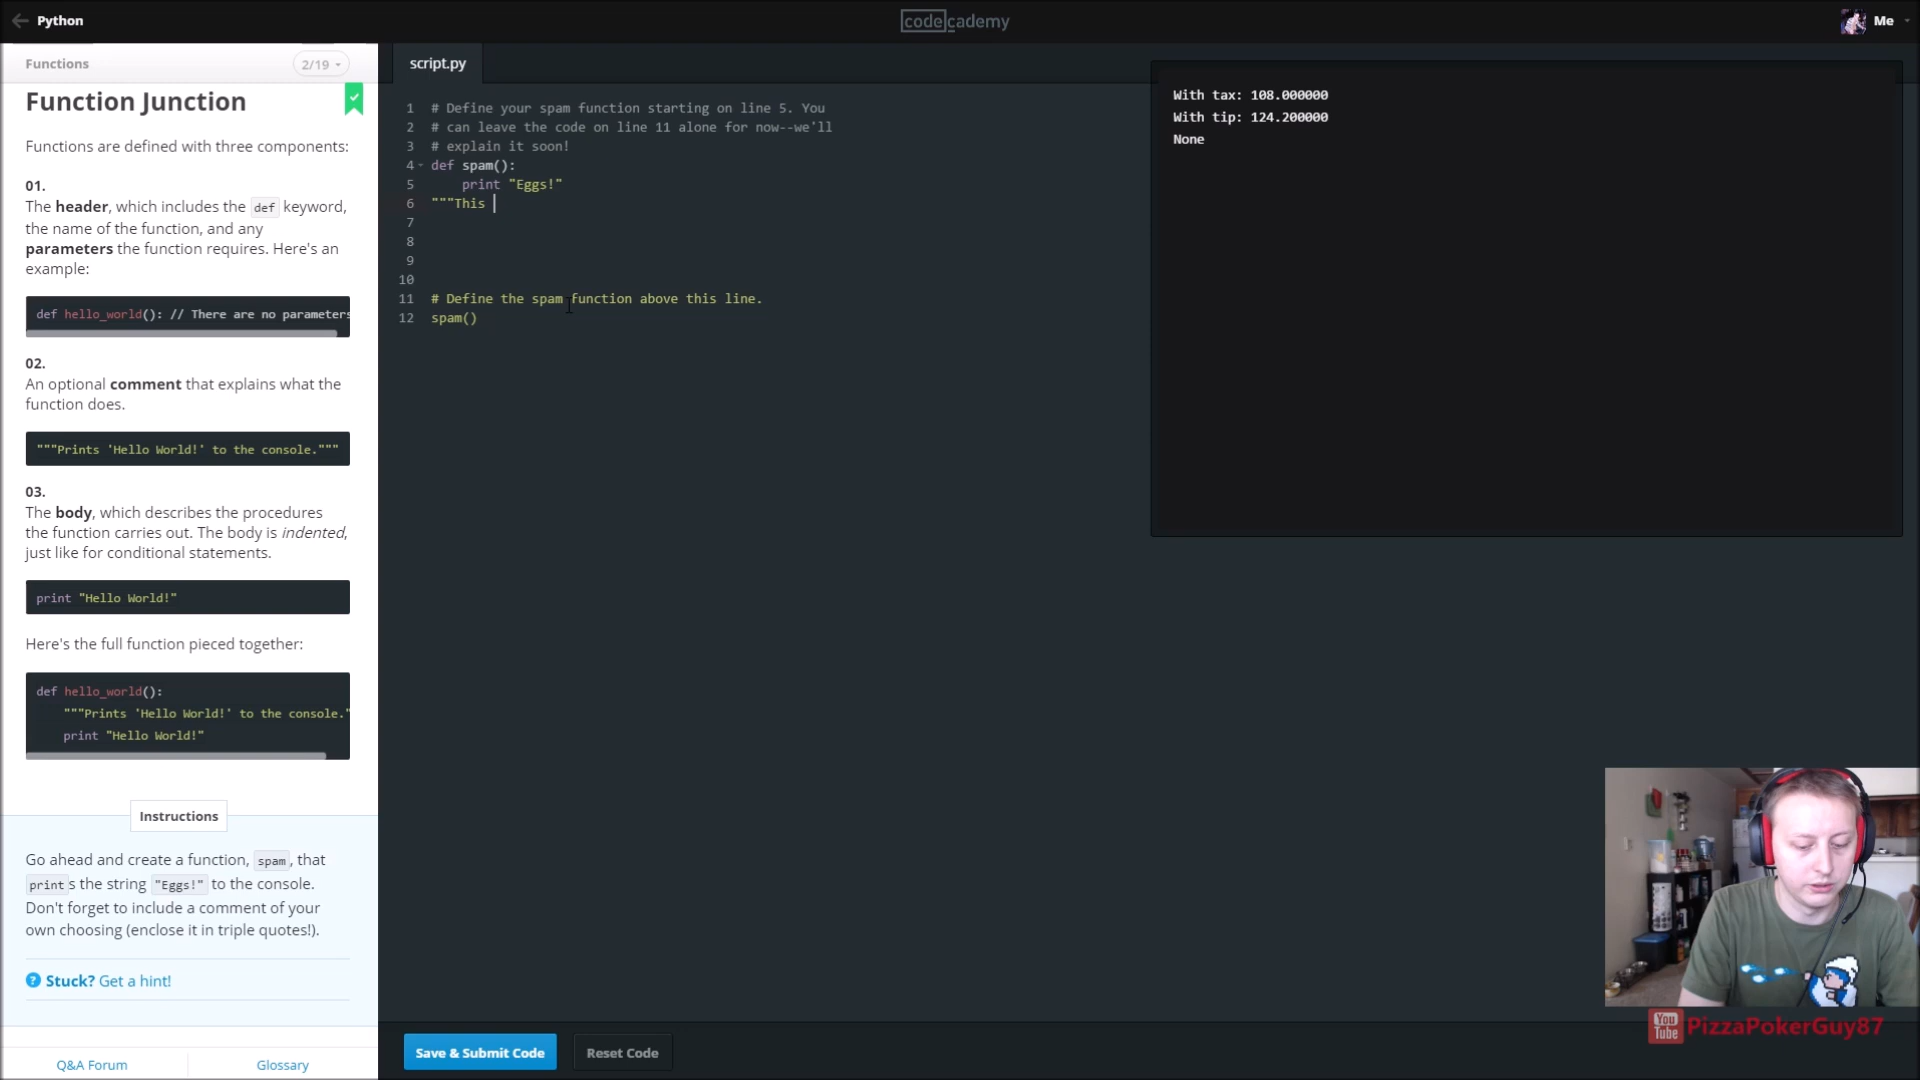 Python
codecademy
Me
Functions
2/19
script.py
Function Junction
Functions are defined with three components:
01.
The header, which includes the def keyword,
the name of the function, and any
parameters the function requires. Here's an
example:
def hello_world(): // There are no parameters
02.
An optional comment that explains what the
function does.
"""Prints 'Hello World!' to the console."""
03.
The body, which describes the procedures
the function carries out. The body is indented,
just like for conditional statements.
print "Hello World!"
Here's the full function pieced together:
def hello_world():
"""Prints 'Hello World!' to the console."
print "Hello World!"
Instructions
Go ahead and create a function, spam, that
prints the string "Eggs!" to the console.
Don't forget to include a comment of your
own choosing (enclose it in triple quotes!).
? Stuck? Get a hint!
Q&A Forum
Glossary
1 # Define your spam function starting on line 5. You
2 # can leave the code on line 11 alone for now--we'll
3 # explain it soon!
4 def spam():
5 print "Eggs!"
6 """This
7
8
9
10
11 # Define the spam function above this line.
12 spam()
Save & Submit Code
Reset Code
With tax: 108.000000
With tip: 124.200000
None
You Tube PizzaPokerGuy87